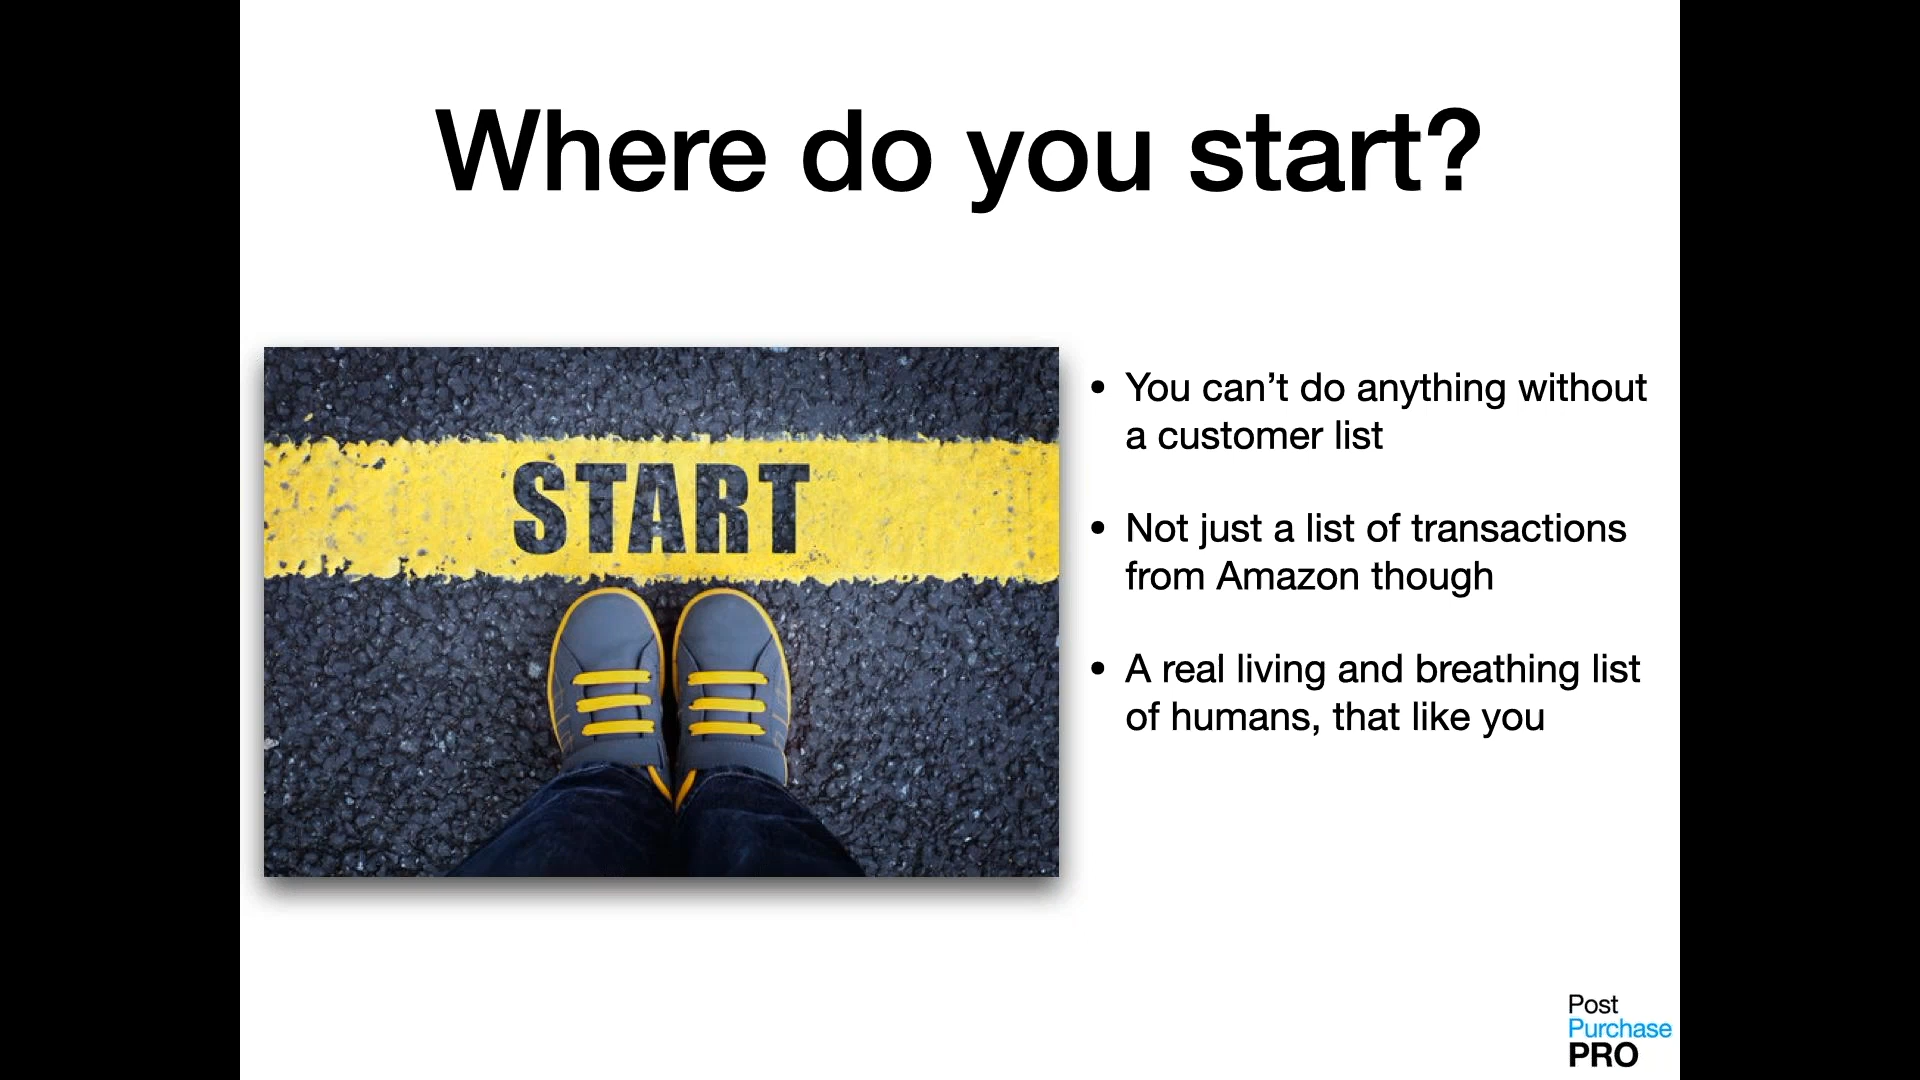 Where do you start?
START
• You can’t do anything without
a customer list
• Not just a list of transactions
from Amazon though
• A real living and breathing list
of humans, that like you
Post
Purchase
PRO